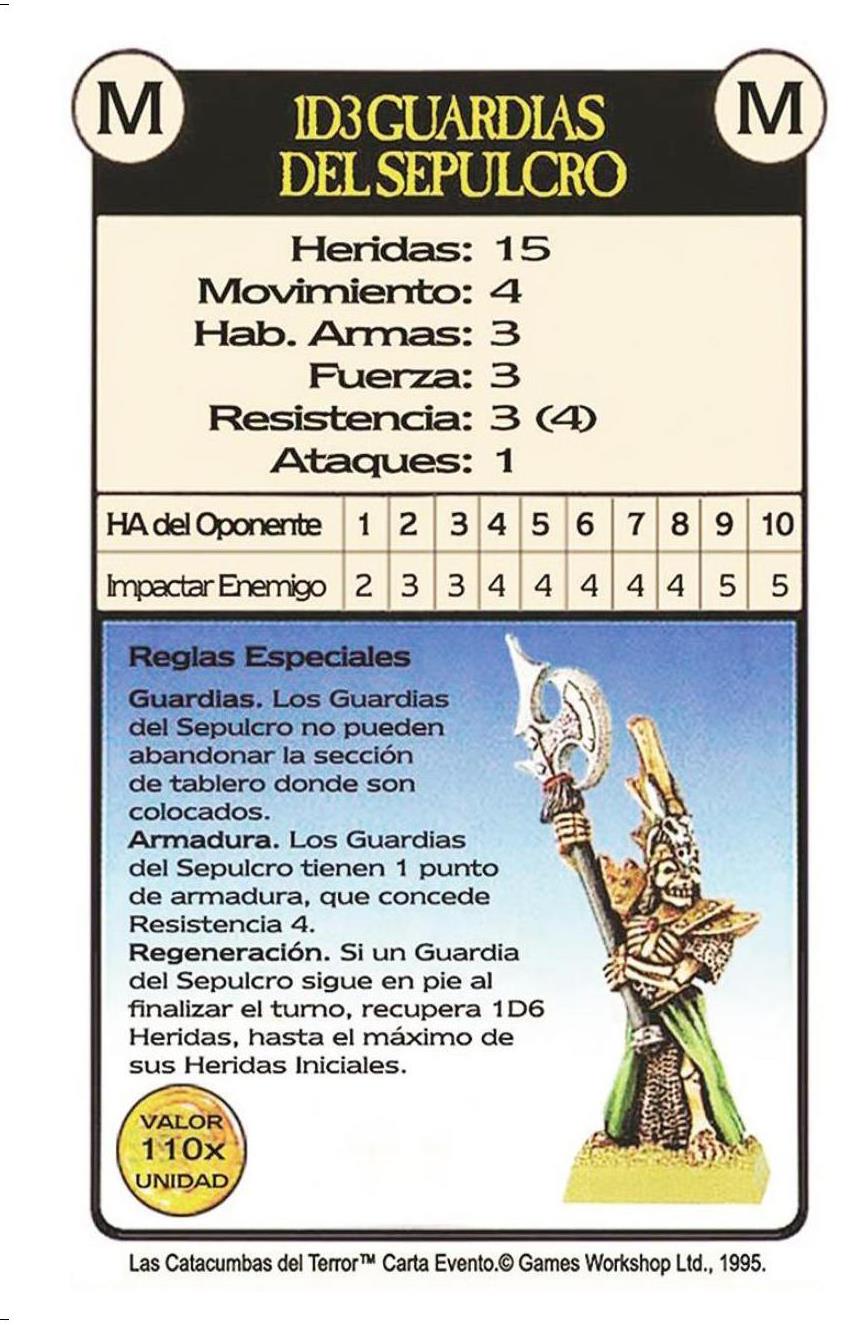 M
M
1D3 GUARDIAS
DEL SEPULCRO
Heridas: 15
Movimiento: 4
Hab. Armas: 3
Fuerza: 3
Resistencia: 3 (4)
Ataques: 1
HA del Oponente 1 2 3 4 5 6 7 8 9 10
Impactar Enemigo 2 3 3 4 4 4 4 4 5 5
Reglas Especiales
Guardias. Los Guardias
del Sepulcro no pueden
abandonar la sección
de tablero donde son
colocados.
Armadura. Los Guardias
del Sepulcro tienen 1 punto
de armadura, que concede
Resistencia 4.
Regeneración. Si un Guardia
del Sepulcro sigue en pie al
finalizar el turno, recupera 1D6
Heridas, hasta el máximo de
sus Heridas Iniciales.
VALOR
110x
UNIDAD
Las Catacumbas del Terror™ Carta Evento.© Games Workshop Ltd., 1995.